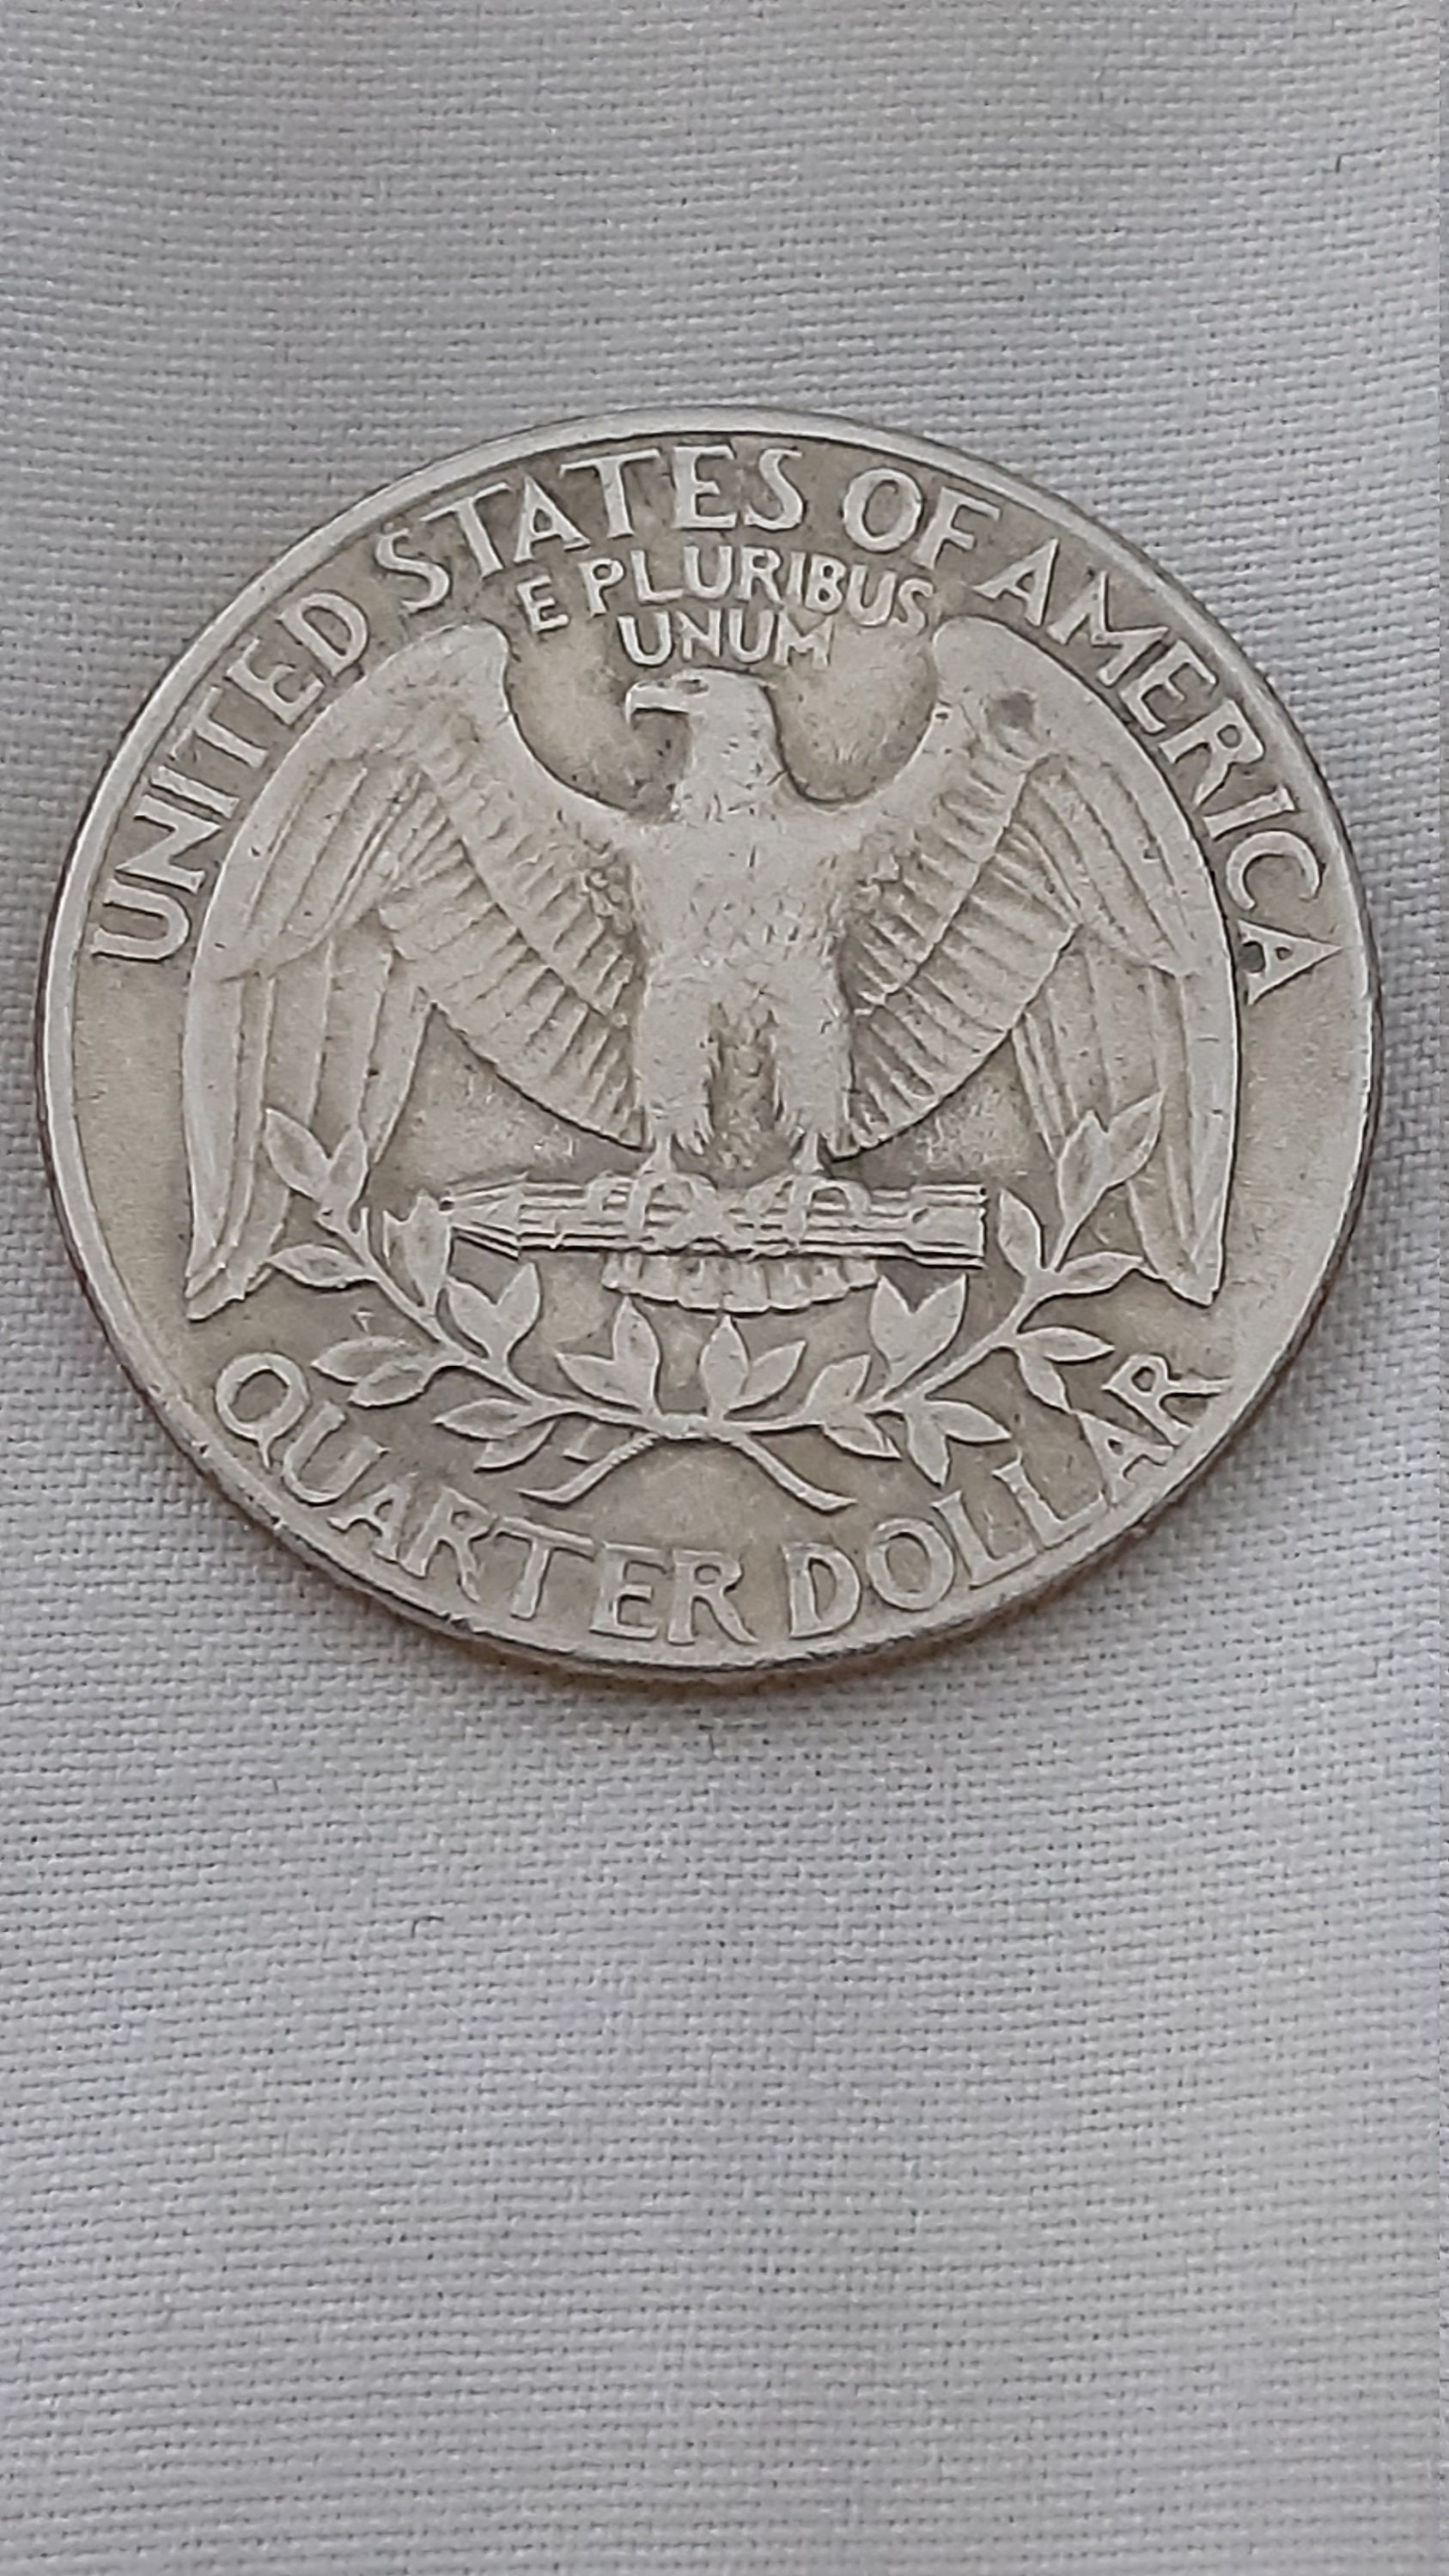 UNITED STATES OF AMERICA
E PLURIBUS
UNUM
QUARTER DOLLAR